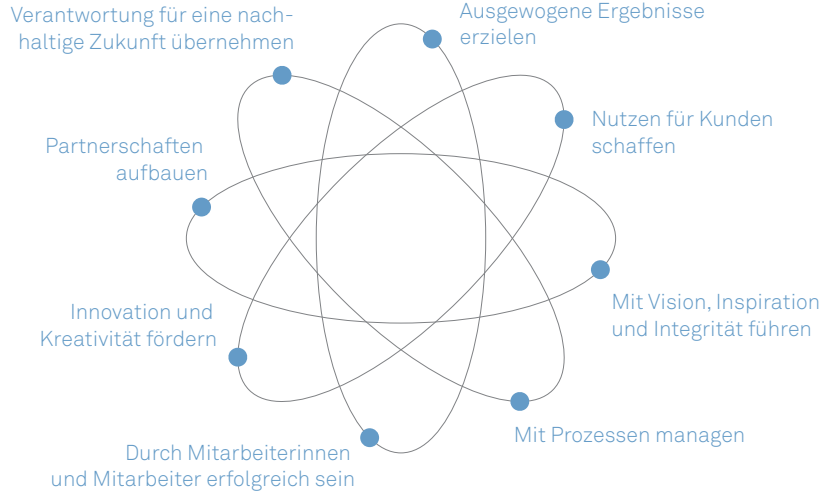 Verantwortung für eine nach-
haltige Zukunft übernehmen
Ausgewogene Ergebnisse
erzielen
Nutzen für Kunden
schaffen
Partnerschaften
aufbauen
Mit Vision, Inspiration
und Integrität führen
Innovation und
Kreativität fördern
Mit Prozessen managen
Durch Mitarbeiterinnen
und Mitarbeiter erfolgreich sein